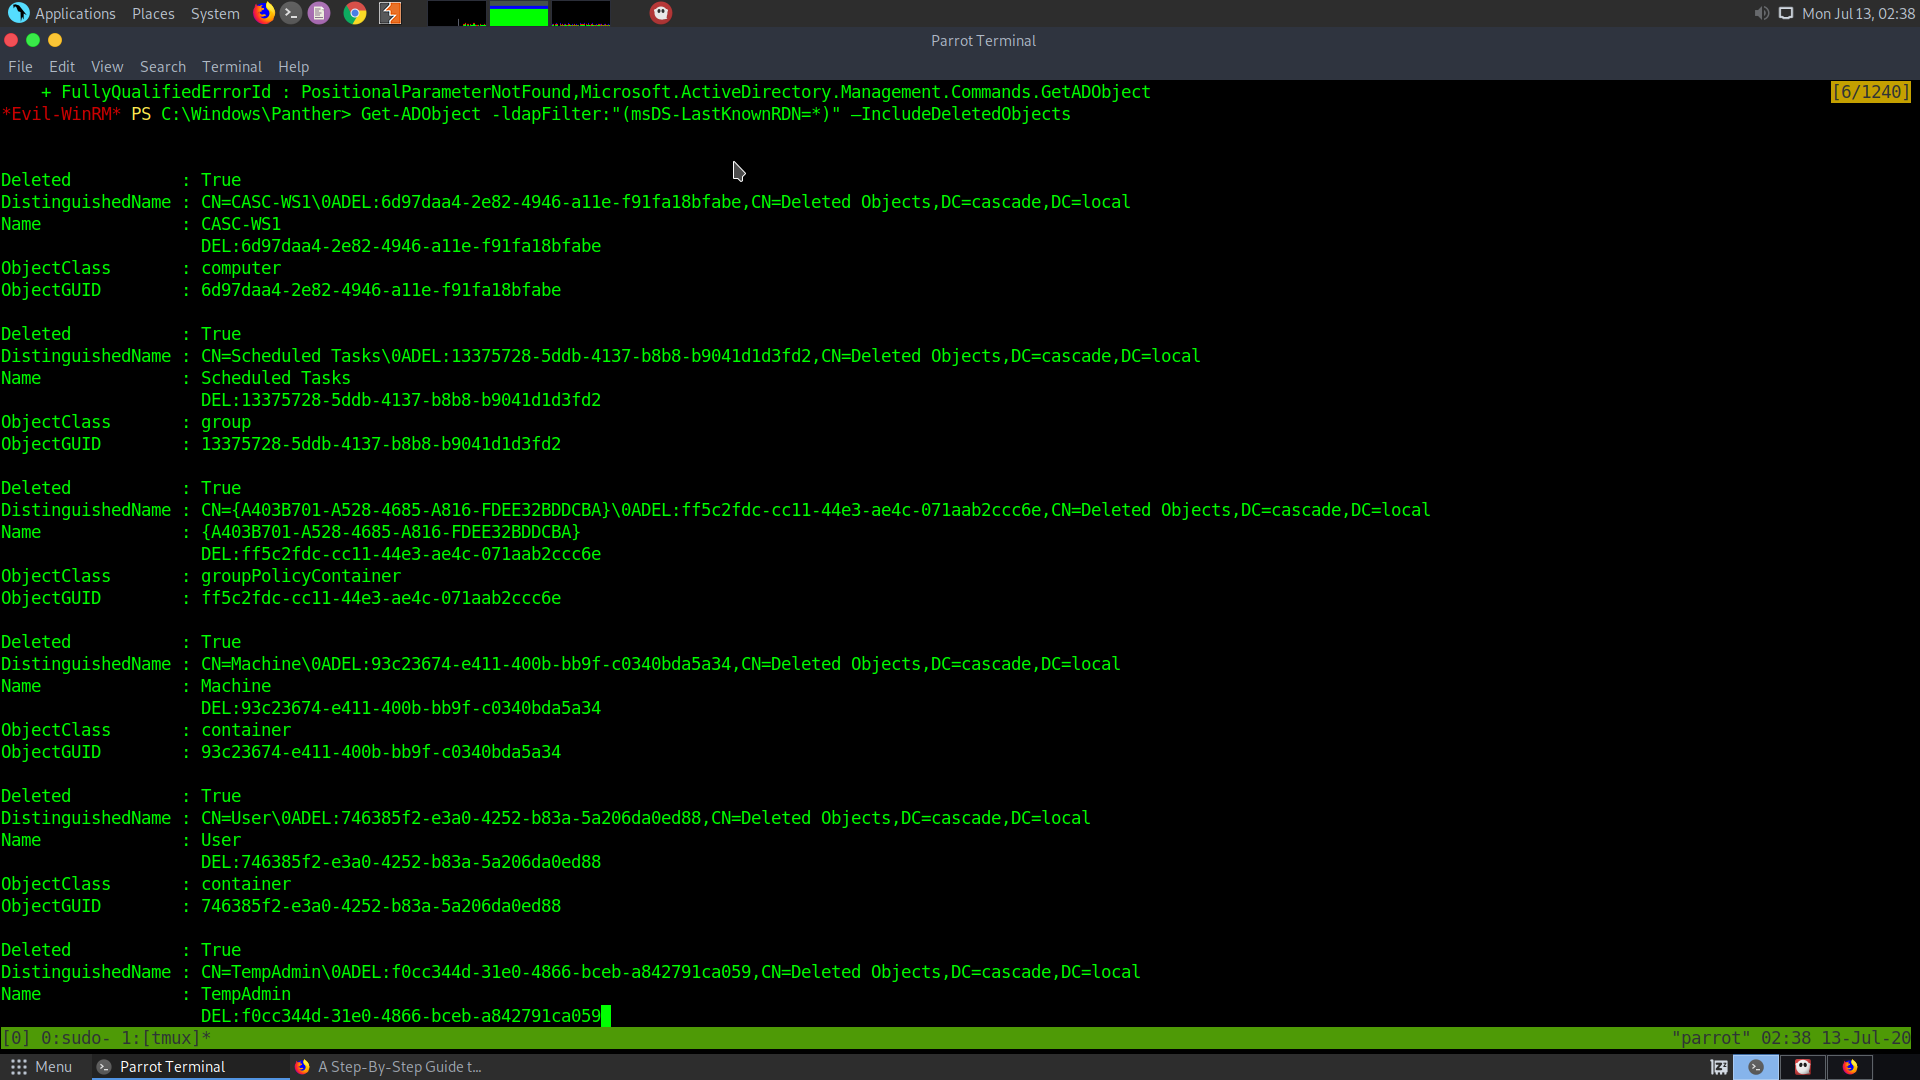 Applications Places System Mon Jul 13, 02:38
Parrot Terminal
File Edit View Search Terminal Help
+ FullyQualifiedErrorId : PositionalParameterNotFound,Microsoft.ActiveDirectory.Management.Commands.GetADObject [6/1240]
*Evil-WinRM* PS C:\Windows\Panther> Get-ADObject -ldapFilter:"(msDS-LastKnownRDN=*)" –IncludeDeletedObjects
Deleted : True
DistinguishedName : CN=CASC-WS1\0ADEL:6d97daa4-2e82-4946-a11e-f91fa18bfabe,CN=Deleted Objects,DC=cascade,DC=local
Name : CASC-WS1
DEL:6d97daa4-2e82-4946-a11e-f91fa18bfabe
ObjectClass : computer
ObjectGUID : 6d97daa4-2e82-4946-a11e-f91fa18bfabe
Deleted : True
DistinguishedName : CN=Scheduled Tasks\0ADEL:13375728-5ddb-4137-b8b8-b9041d1d3fd2,CN=Deleted Objects,DC=cascade,DC=local
Name : Scheduled Tasks
DEL:13375728-5ddb-4137-b8b8-b9041d1d3fd2
ObjectClass : group
ObjectGUID : 13375728-5ddb-4137-b8b8-b9041d1d3fd2
Deleted : True
DistinguishedName : CN={A403B701-A528-4685-A816-FDEE32BDDCBA}\0ADEL:ff5c2fdc-cc11-44e3-ae4c-071aab2ccc6e,CN=Deleted Objects,DC=cascade,DC=local
Name : {A403B701-A528-4685-A816-FDEE32BDDCBA}
DEL:ff5c2fdc-cc11-44e3-ae4c-071aab2ccc6e
ObjectClass : groupPolicyContainer
ObjectGUID : ff5c2fdc-cc11-44e3-ae4c-071aab2ccc6e
Deleted : True
DistinguishedName : CN=Machine\0ADEL:93c23674-e411-400b-bb9f-c0340bda5a34,CN=Deleted Objects,DC=cascade,DC=local
Name : Machine
DEL:93c23674-e411-400b-bb9f-c0340bda5a34
ObjectClass : container
ObjectGUID : 93c23674-e411-400b-bb9f-c0340bda5a34
Deleted : True
DistinguishedName : CN=User\0ADEL:746385f2-e3a0-4252-b83a-5a206da0ed88,CN=Deleted Objects,DC=cascade,DC=local
Name : User
DEL:746385f2-e3a0-4252-b83a-5a206da0ed88
ObjectClass : container
ObjectGUID : 746385f2-e3a0-4252-b83a-5a206da0ed88
Deleted : True
DistinguishedName : CN=TempAdmin\0ADEL:f0cc344d-31e0-4866-bceb-a842791ca059,CN=Deleted Objects,DC=cascade,DC=local
Name : TempAdmin
DEL:f0cc344d-31e0-4866-bceb-a842791ca059
[0] 0:sudo- 1:[tmux]* "parrot" 02:38 13-Jul-20
Menu Parrot Terminal A Step-By-Step Guide t...